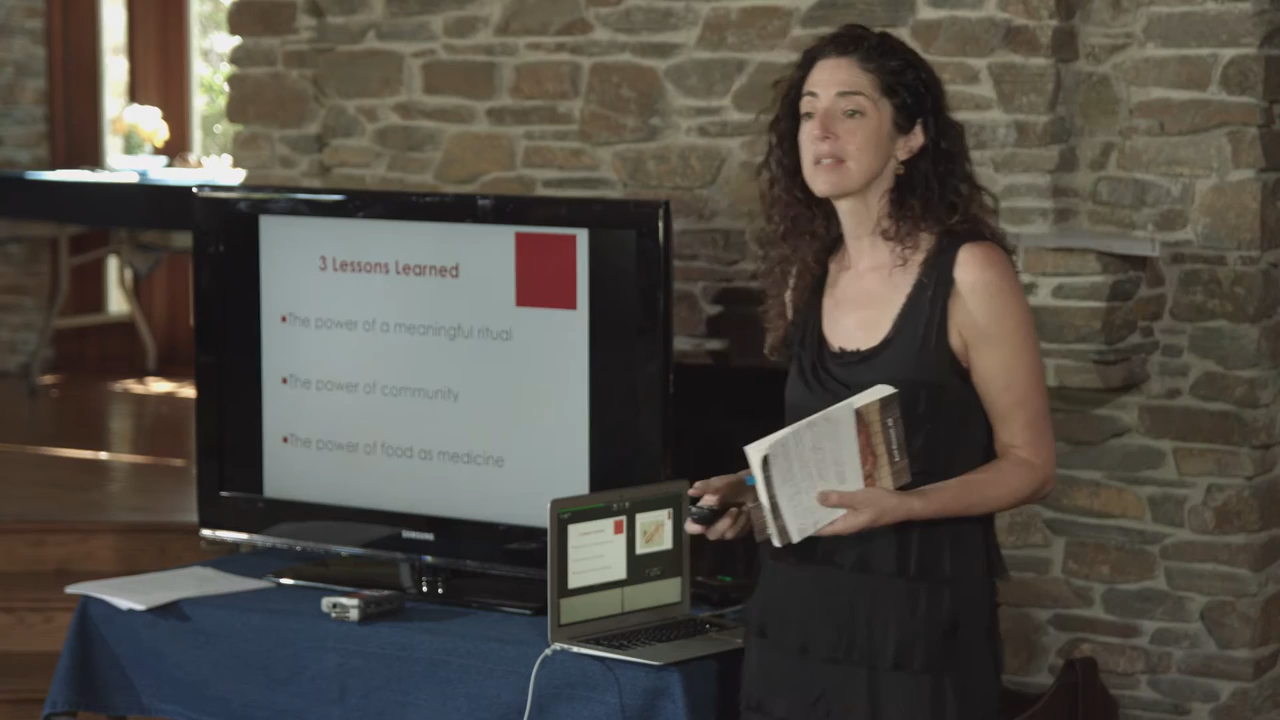 3 Lessons Learned
The power of a meaningful ritual
The power of community
The power of food as medicine
SAMSUNG